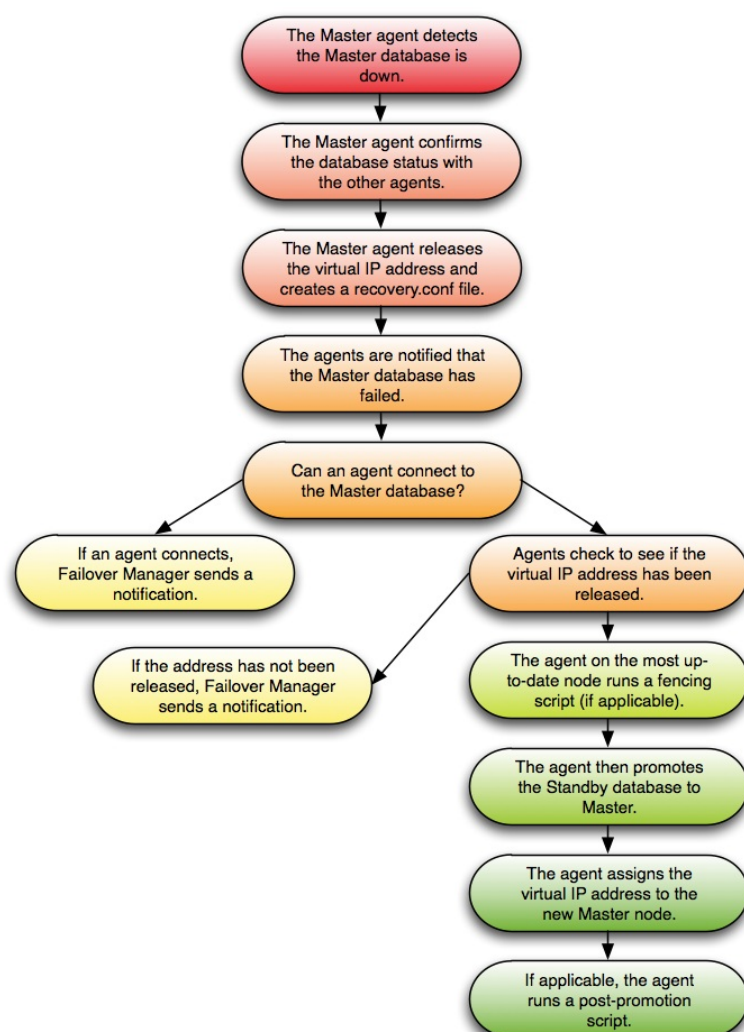 The Master agent detects
the Master database is
down.
The Master agent confirms
the database status with
the other agents.
The Master agent releases
the virtual IP address and
creates a recovery.conf file.
The agents are notified that
the Master database has
failed.
Can an agent connect to
the Master database?
If an agent connects,
Failover Manager sends a
notification.
Agents check to see if the
virtual IP address has been
released.
If the address has not been
released, Failover Manager
sends a notification.
The agent on the most up-
to-date node runs a fencing
script (if applicable).
The agent then promotes
the Standby database to
Master.
The agent assigns the
virtual IP address to the
new Master node.
If applicable, the agent
runs a post-promotion
script.